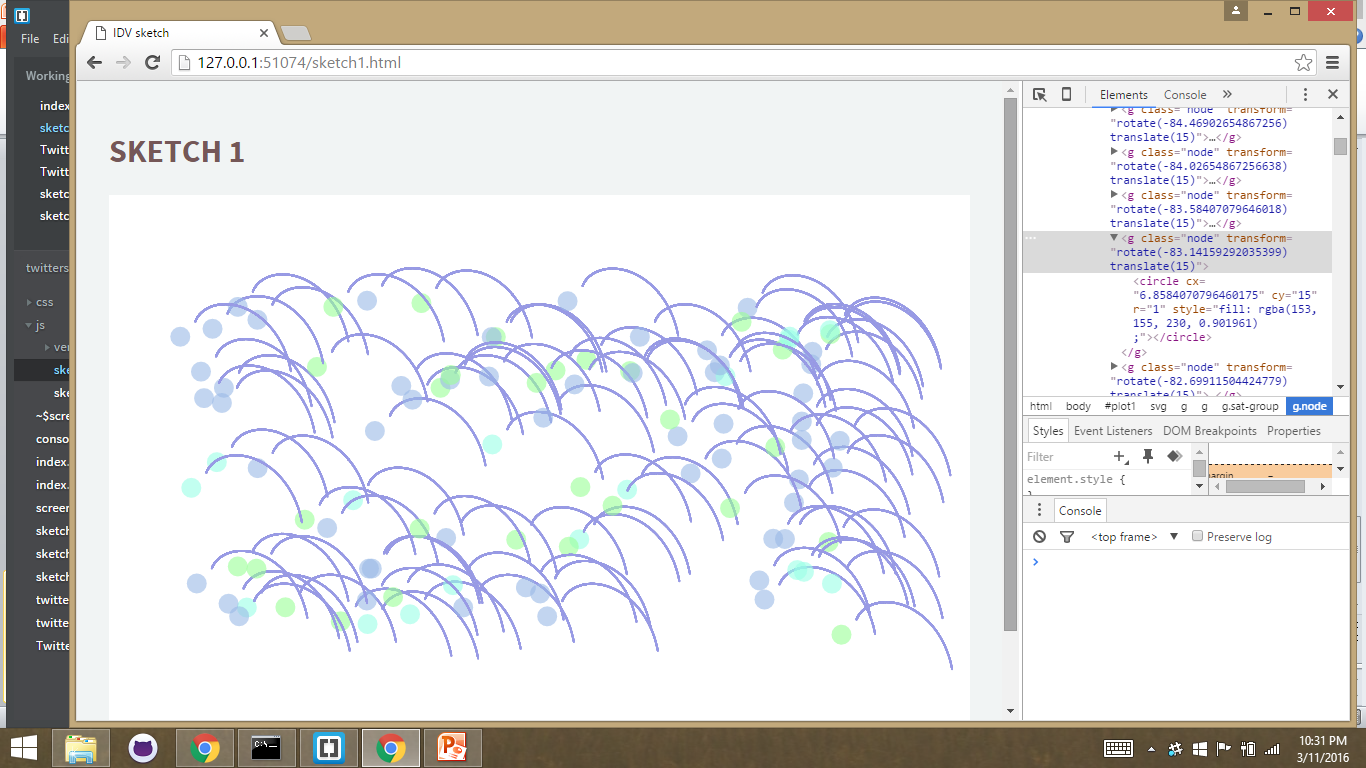 File Edi
Working
index
sketc
Twitt
Twitt
sketc
sketc
twitters
css
js
ver
ske
ske
~$scre
conso
index.
index.
screer
sketch
sketch
sketch
twitte
twitte
Twitte
IDV sketch
127.0.0.1:51074/sketch1.html
SKETCH 1
Elements Console »
<g class="node" transform=
"rotate(-84.46902654867256)
translate(15)">…</g>
<g class="node" transform=
"rotate(-84.02654867256638)
translate(15)">…</g>
<g class="node" transform=
"rotate(-83.58407079646018)
translate(15)">…</g>
<g class="node" transform=
"rotate(-83.14159292035399)
translate(15)">
<circle cx=
"6.8584070796460175" cy="15"
r="1" style="fill: rgba(153,
155, 230, 0.901961)
;"></circle>
</g>
<g class="node" transform=
"rotate(-82.69911504424779)
translate(15)">…</g>
html body #plot1 svg g g g.sat-group g.node
Styles Event Listeners DOM Breakpoints Properties
Filter
element.style {
}
margin
Console
<top frame> Preserve log
10:31 PM
3/11/2016